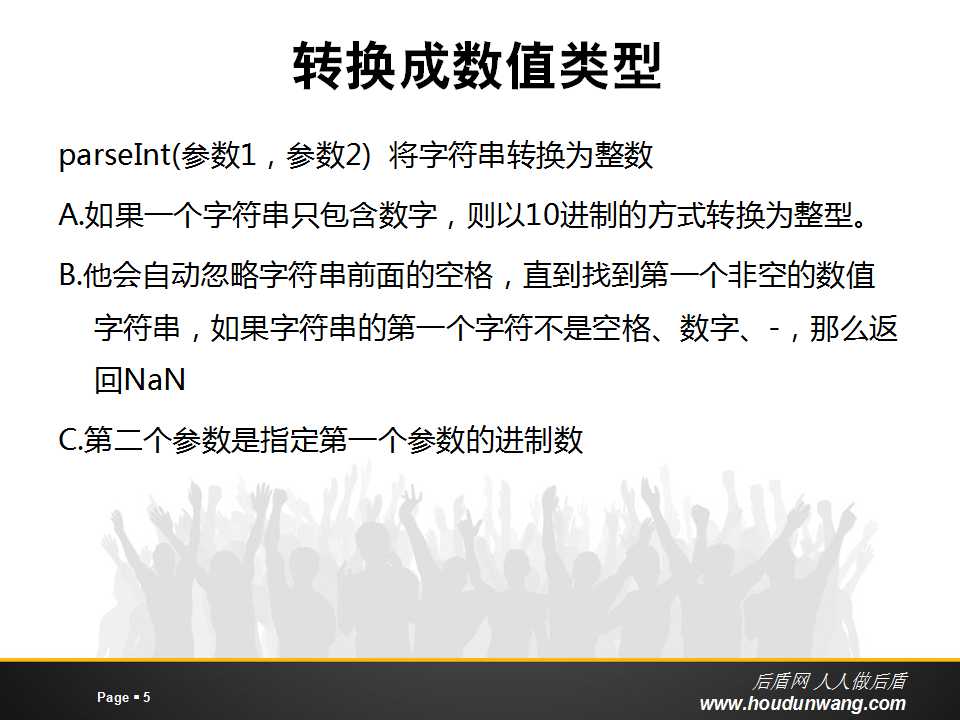 转换成数值类型
parseInt(参数1，参数2)  将字符串转换为整数
A.如果一个字符串只包含数字，则以10进制的方式转换为整型。
B.他会自动忽略字符串前面的空格，直到找到第一个非空的数值
字符串，如果字符串的第一个字符不是空格、数字、-，那么返
回NaN
C.第二个参数是指定第一个参数的进制数
Page ▪ 5
后盾网 人人做后盾
www.houdunwang.com